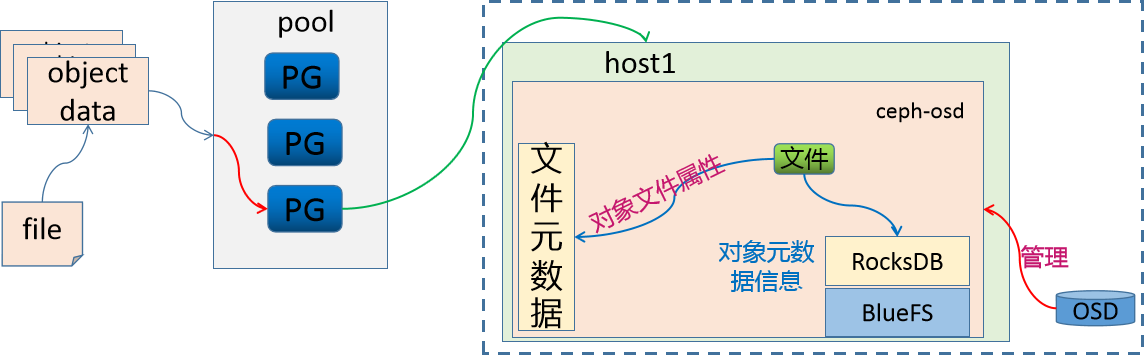 object
data
file
pool
PG
PG
PG
host1
ceph-osd
文件元数据
对象文件属性
文件
对象元数
据信息
RocksDB
BlueFS
管理
OSD